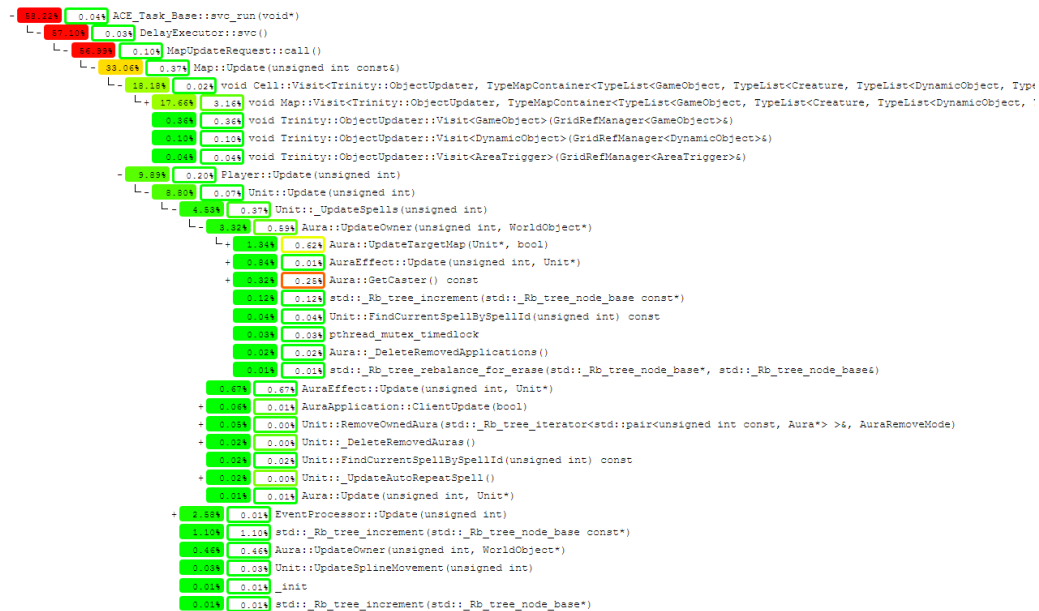 - 58.22% 0.04% ACE_Task_Base::svc_run(void*)
- 57.10% 0.03% DelayExecutor::svc()
- 56.99% 0.10% MapUpdateRequest::call()
- 33.06% 0.37% Map::Update(unsigned int const&)
- 18.18% 0.02% void Cell::Visit<Trinity::ObjectUpdater, TypeMapContainer<TypeList<GameObject, TypeList<Creature, TypeList<DynamicObject, Type
+ 17.66% 3.16% void Map::Visit<Trinity::ObjectUpdater, TypeMapContainer<TypeList<GameObject, TypeList<Creature, TypeList<DynamicObject,
0.36% 0.36% void Trinity::ObjectUpdater::Visit<GameObject>(GridRefManager<GameObject>&)
0.10% 0.10% void Trinity::ObjectUpdater::Visit<DynamicObject>(GridRefManager<DynamicObject>&)
0.04% 0.04% void Trinity::ObjectUpdater::Visit<AreaTrigger>(GridRefManager<AreaTrigger>&)
- 9.89% 0.20% Player::Update(unsigned int)
- 8.80% 0.07% Unit::Update(unsigned int)
- 4.53% 0.37% Unit::_UpdateSpells(unsigned int)
- 3.32% 0.59% Aura::UpdateOwner(unsigned int, WorldObject*)
+ 1.34% 0.62% Aura::UpdateTargetMap(Unit*, bool)
+ 0.84% 0.01% AuraEffect::Update(unsigned int, Unit*)
+ 0.32% 0.25% Aura::GetCaster() const
0.12% 0.12% std::_Rb_tree_increment(std::_Rb_tree_node_base const*)
0.04% 0.04% Unit::FindCurrentSpellBySpellId(unsigned int) const
0.03% 0.03% pthread_mutex_timedlock
0.02% 0.02% Aura::_DeleteRemovedApplications()
0.01% 0.01% std::_Rb_tree_rebalance_for_erase(std::_Rb_tree_node_base*, std::_Rb_tree_node_base&)
0.67% 0.67% AuraEffect::Update(unsigned int, Unit*)
+ 0.06% 0.01% AuraApplication::ClientUpdate(bool)
+ 0.05% 0.00% Unit::RemoveOwnedAura(std::_Rb_tree_iterator<std::pair<unsigned int const, Aura*> >&, AuraRemoveMode)
+ 0.02% 0.00% Unit::_DeleteRemovedAuras()
0.02% 0.02% Unit::FindCurrentSpellBySpellId(unsigned int) const
+ 0.02% 0.00% Unit::_UpdateAutoRepeatSpell()
0.01% 0.01% Aura::Update(unsigned int, Unit*)
+ 2.58% 0.01% EventProcessor::Update(unsigned int)
1.10% 1.10% std::_Rb_tree_increment(std::_Rb_tree_node_base const*)
0.46% 0.46% Aura::UpdateOwner(unsigned int, WorldObject*)
0.03% 0.03% Unit::UpdateSplineMovement(unsigned int)
0.01% 0.01% _init
0.01% 0.01% std::_Rb_tree_increment(std::_Rb_tree_node_base*)